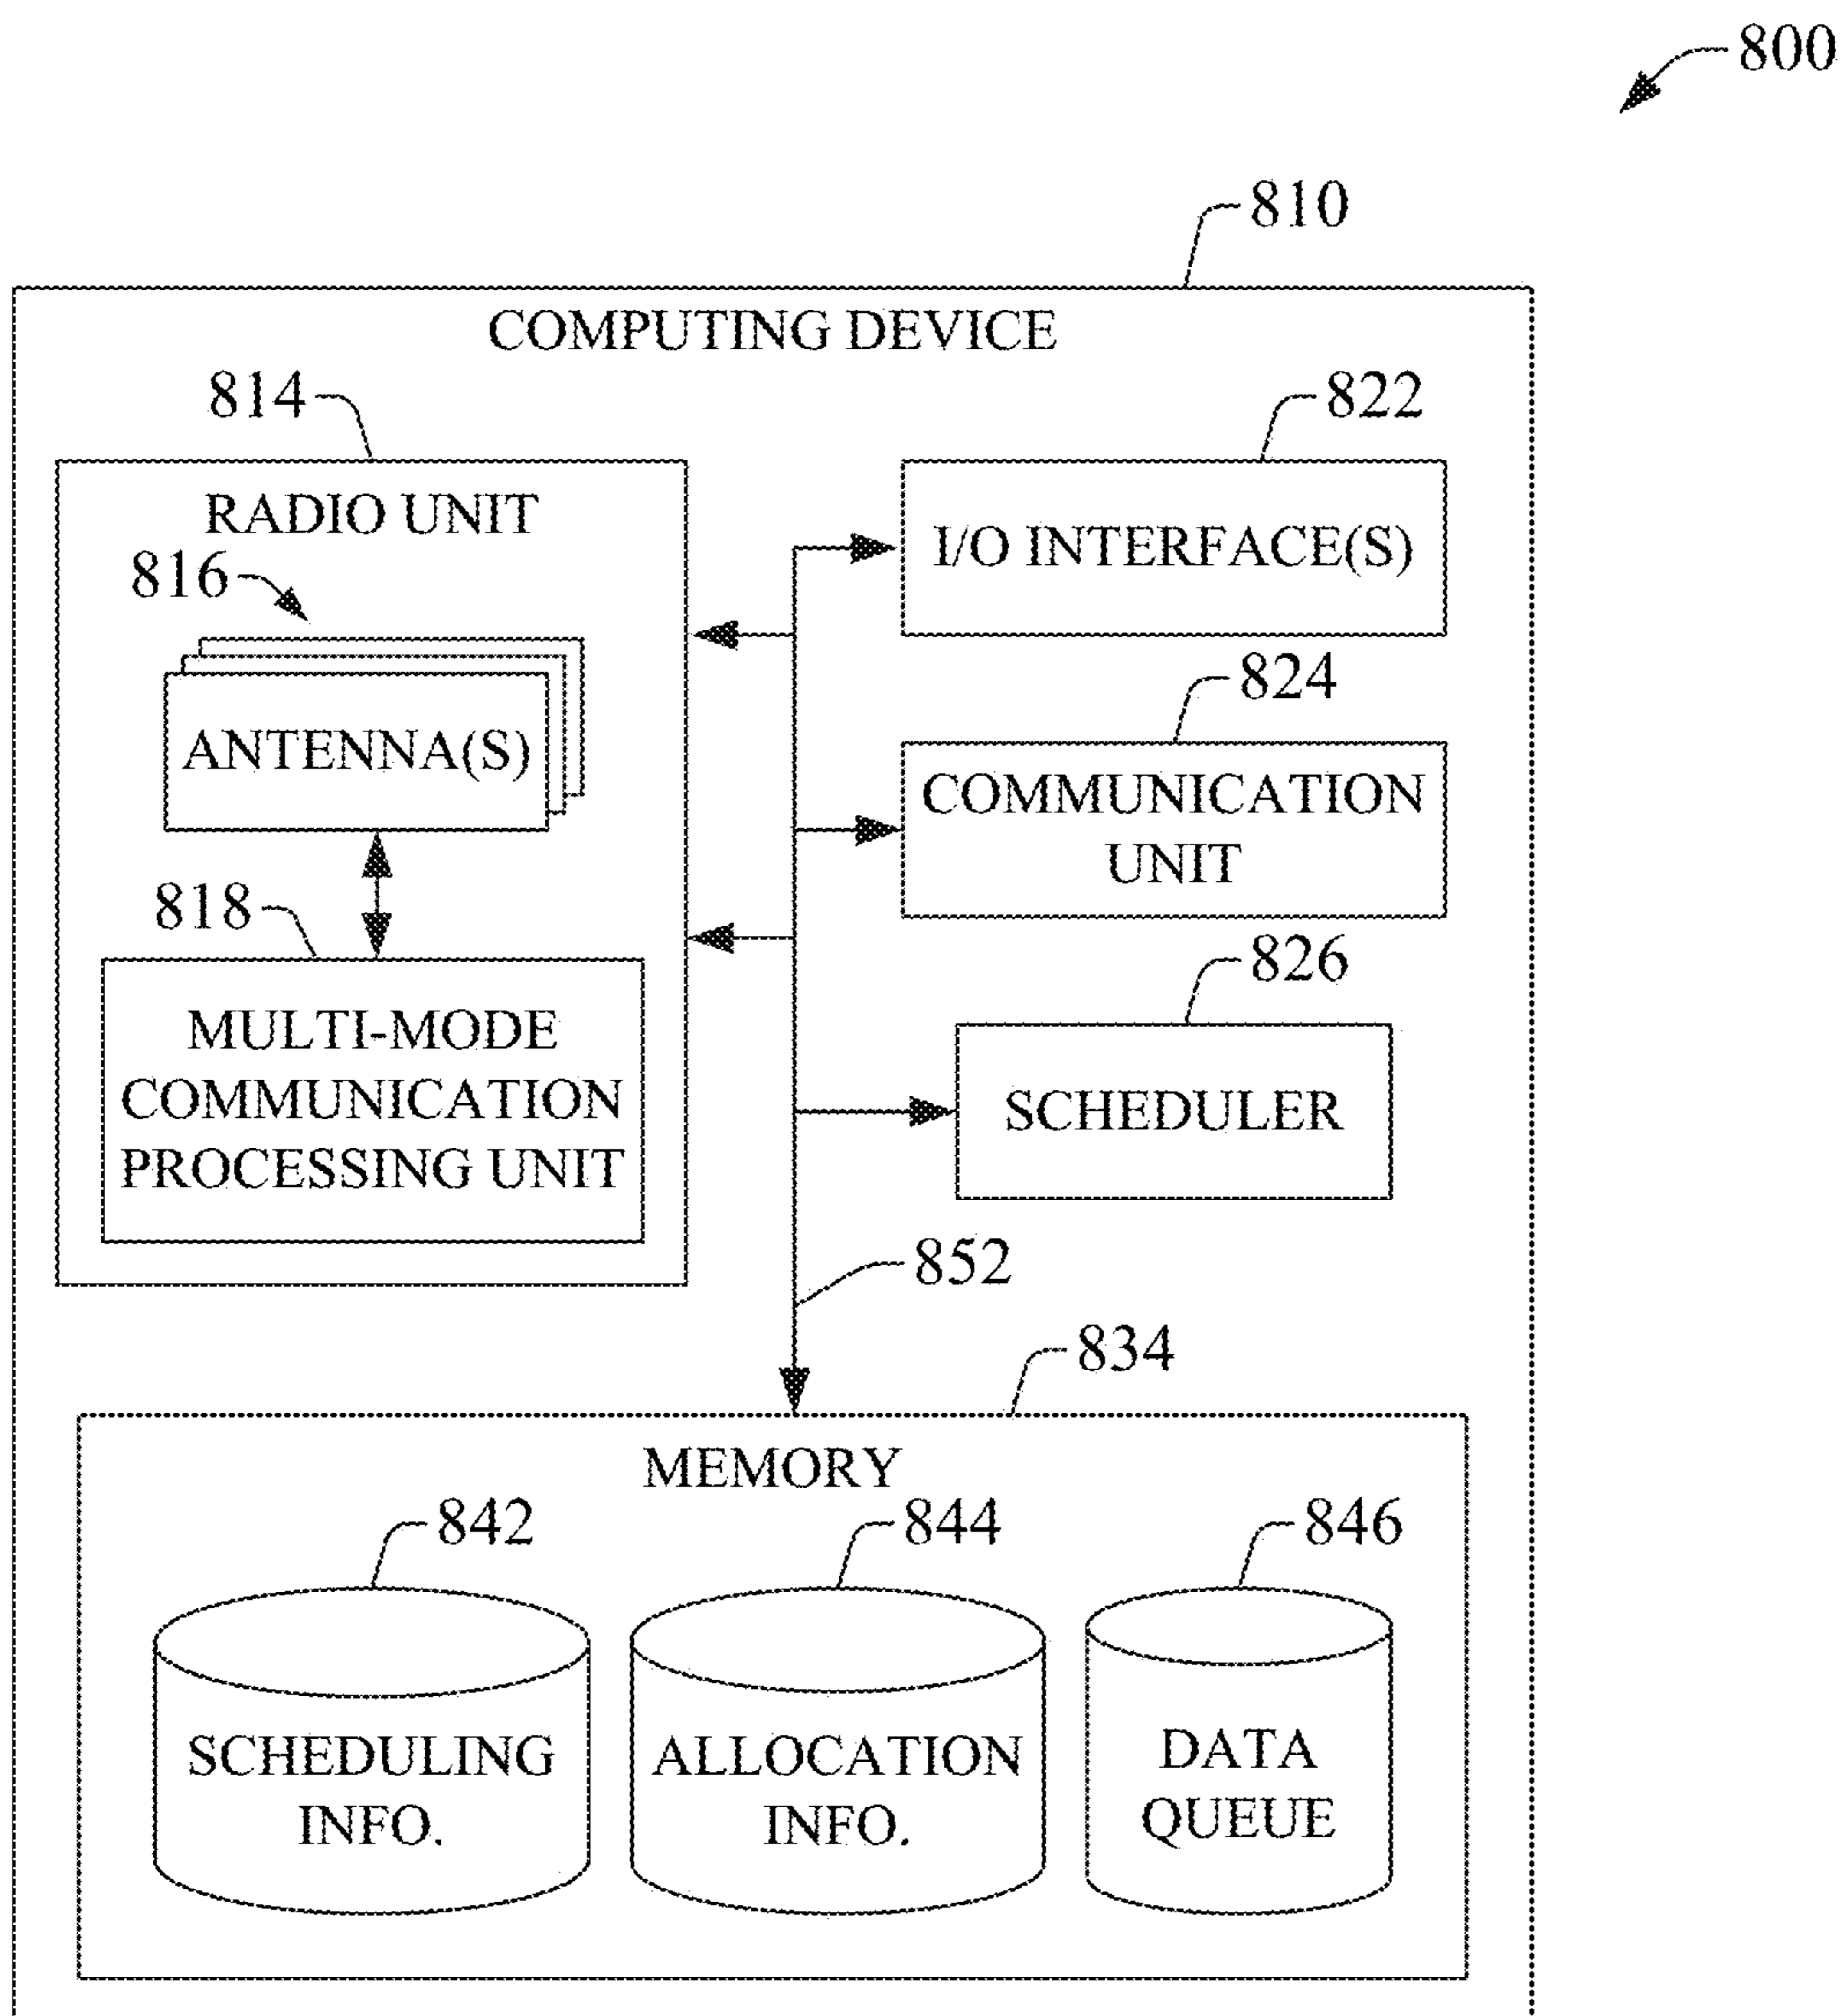 800
810
COMPUTING DEVICE
814
822
RADIO UNIT
I/O INTERFACE(S)
816
824
ANTENNA(S)
COMMUNICATION
UNIT
818
826
MULTI-MODE
COMMUNICATION
PROCESSING UNIT
SCHEDULER
852
834
MEMORY
842
844
846
SCHEDULING
INFO.
ALLOCATION
INFO.
DATA
QUEUE